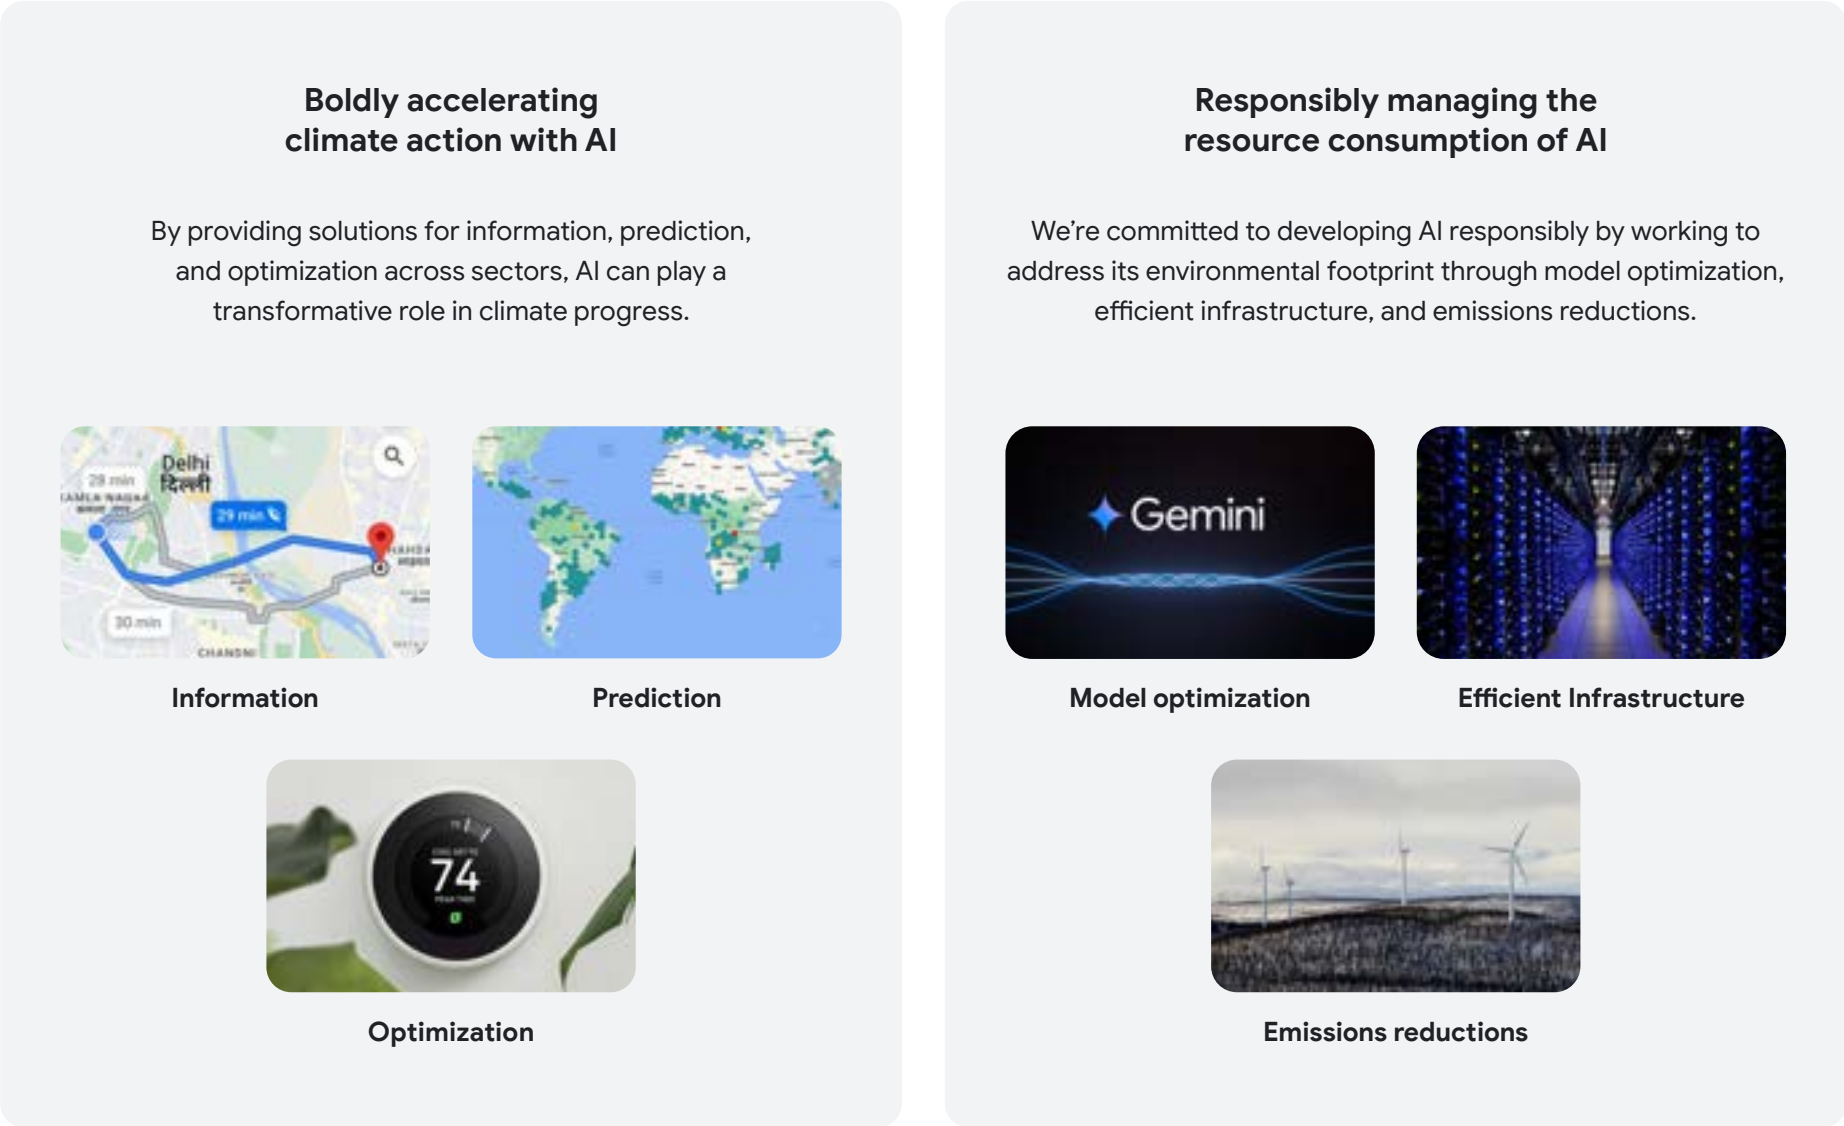 Boldly accelerating
climate action with AI
By providing solutions for information, prediction,
and optimization across sectors, AI can play a
transformative role in climate progress.
Delhi
दिल्ली
28 min
29 min
30 min
CHANDNI
Information
Prediction
74
Optimization
Responsibly managing the
resource consumption of AI
We’re committed to developing AI responsibly by working to
address its environmental footprint through model optimization,
efficient infrastructure, and emissions reductions.
Gemini
Model optimization
Efficient Infrastructure
Emissions reductions